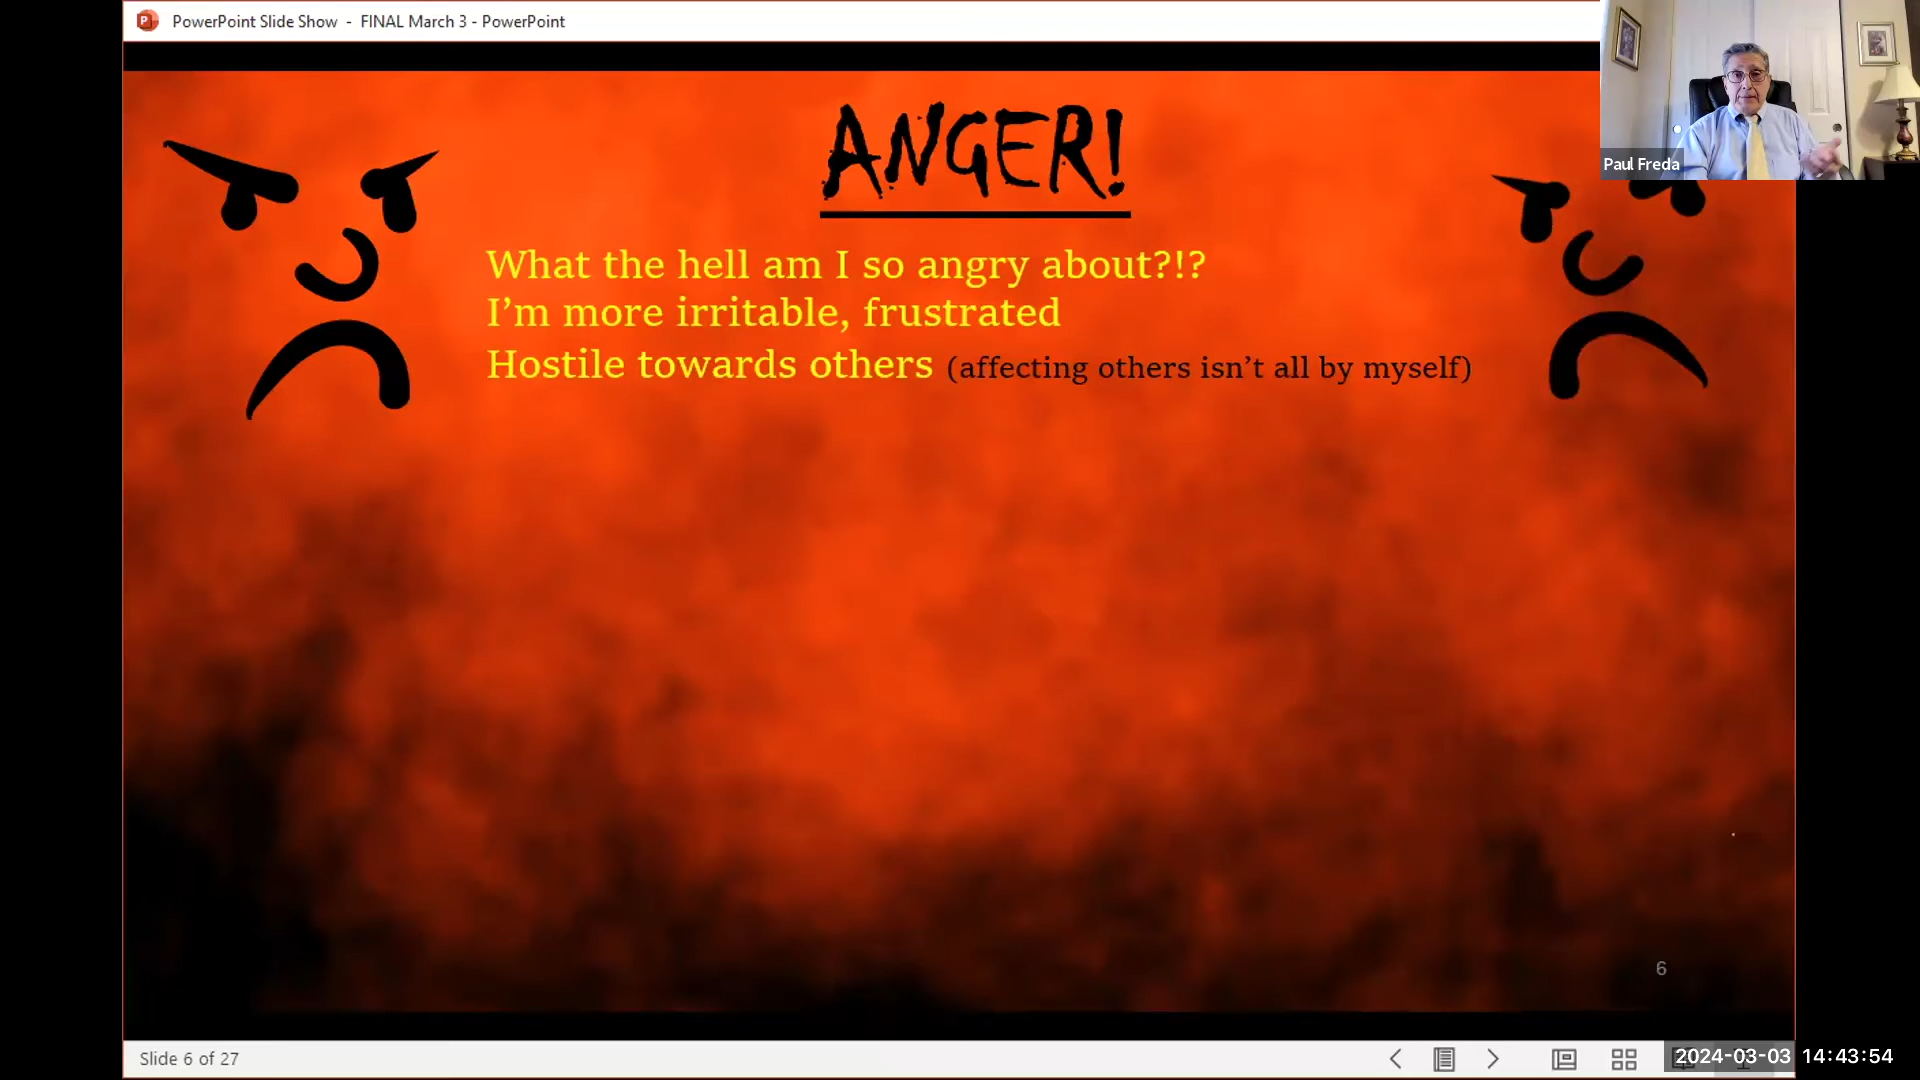 PowerPoint Slide Show - FINAL March 3 - PowerPoint
Paul Freda
ANGER!
What the hell am I so angry about?!?
I’m more irritable, frustrated
Hostile towards others (affecting others isn’t all by myself)
6
Slide 6 of 27
2024-03-03 14:43:54